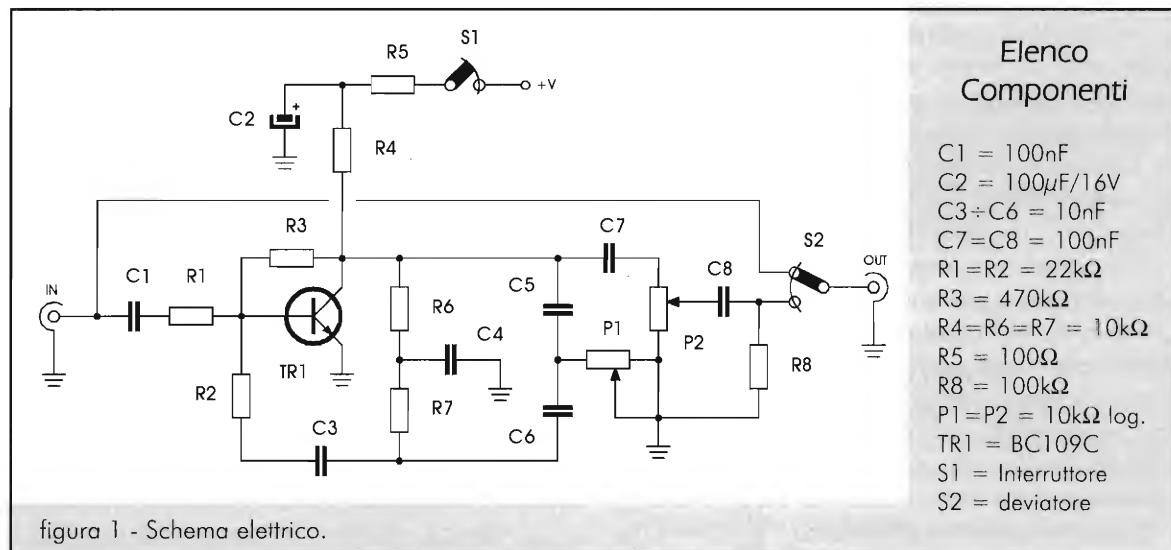 S1
R5
+V
C2
+
R4
R3
C7
S2
IN
C1
R1
C5
C8
OUT
R6
C4
P1
P2
TR1
R2
R7
R8
C3
C6
figura 1 - Schema elettrico.
Elenco
Componenti
C1 = 100nF
C2 = 100µF/16V
C3÷C6 = 10nF
C7=C8 = 100nF
R1=R2 = 22kΩ
R3 = 470kΩ
R4=R6=R7 = 10kΩ
R5 = 100Ω
R8 = 100kΩ
P1=P2 = 10kΩ log.
TR1 = BC109C
S1 = Interruttore
S2 = deviatore